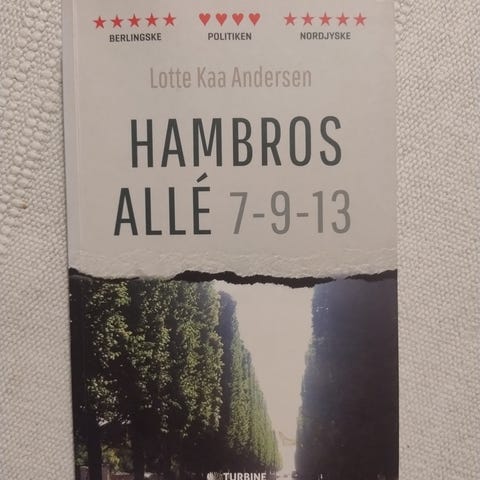 ★★★★★ ♥♥♥♥ ★★★★★
BERLINGSKE POLITIKEN NORDJYSKE
Lotte Kaa Andersen
HAMBROS
ALLÉ 7-9-13
TURBINE